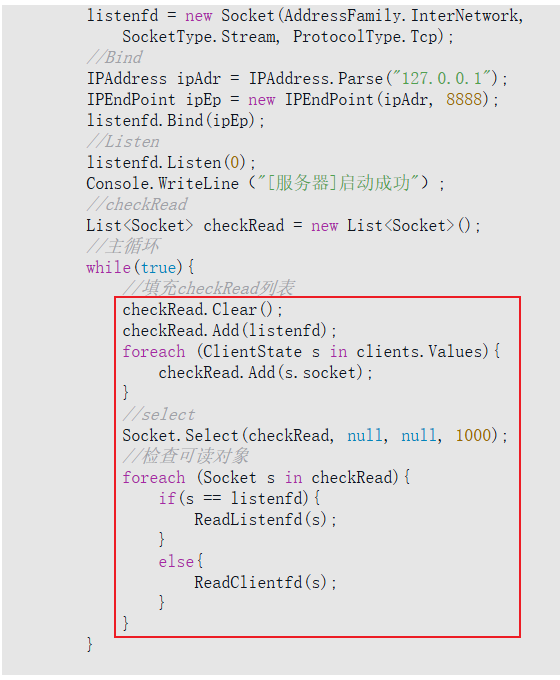 listenfd = new Socket(AddressFamily.InterNetwork,
SocketType.Stream, ProtocolType.Tcp);
//Bind
IPAddress ipAdr = IPAddress.Parse("127.0.0.1");
IPEndPoint ipEp = new IPEndPoint(ipAdr, 8888);
listenfd.Bind(ipEp);
//Listen
listenfd.Listen(0);
Console.WriteLine（"[服务器]启动成功"）;
//checkRead
List<Socket> checkRead = new List<Socket>();
//主循环
while(true){
//填充checkRead列表
checkRead.Clear();
checkRead.Add(listenfd);
foreach (ClientState s in clients.Values){
checkRead.Add(s.socket);
}
//select
Socket.Select(checkRead, null, null, 1000);
//检查可读对象
foreach (Socket s in checkRead){
if(s == listenfd){
ReadListenfd(s);
}
else{
ReadClientfd(s);
}
}
}